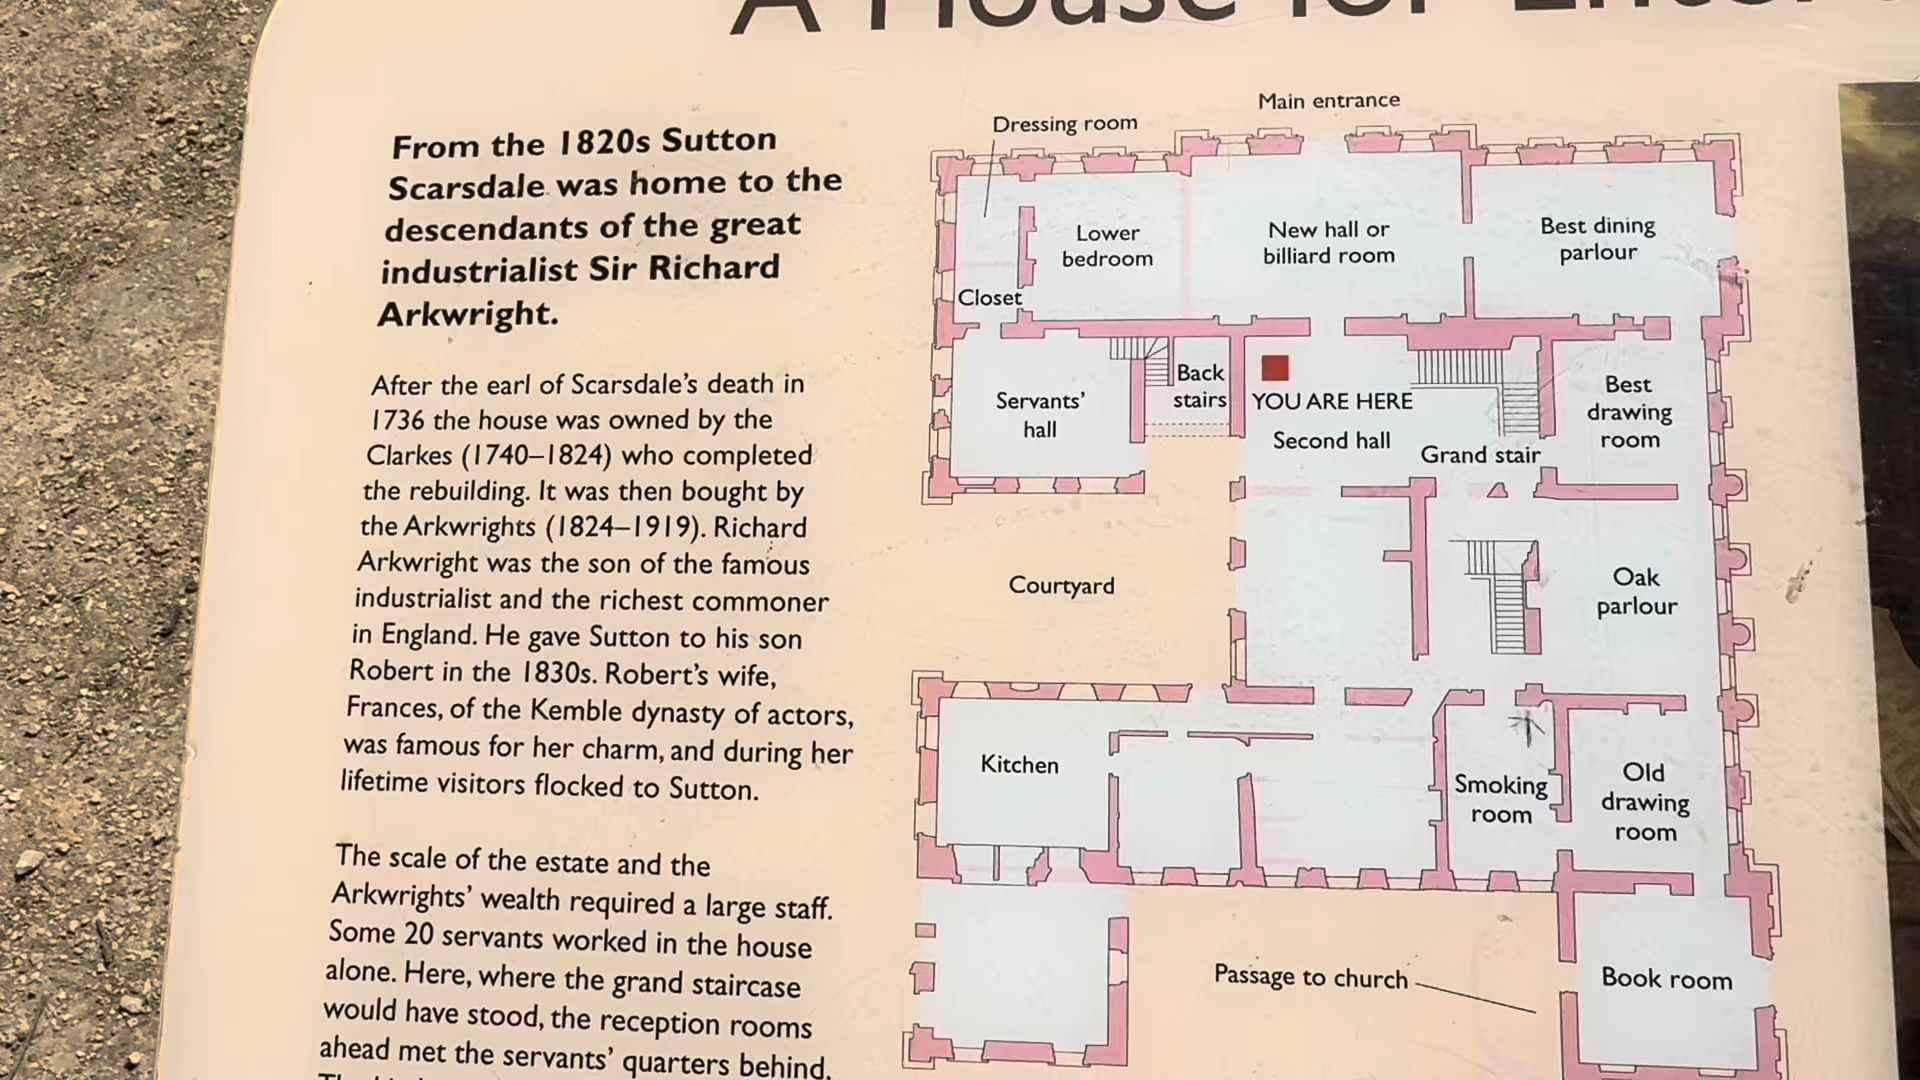 A House for
From the 1820s Sutton
Scarsdale was home to the
descendants of the great
industrialist Sir Richard
Arkwright.
After the earl of Scarsdale's death in
1736 the house was owned by the
Clarkes (1740–1824) who completed
the rebuilding. It was then bought by
the Arkwrights (1824–1919). Richard
Arkwright was the son of the famous
industrialist and the richest commoner
in England. He gave Sutton to his son
Robert in the 1830s. Robert's wife,
Frances, of the Kemble dynasty of actors,
was famous for her charm, and during her
lifetime visitors flocked to Sutton.
The scale of the estate and the
Arkwrights' wealth required a large staff.
Some 20 servants worked in the house
alone. Here, where the grand staircase
would have stood, the reception rooms
ahead met the servants' quarters behind.
Main entrance
Dressing room
Lower
bedroom
New hall or
billiard room
Best dining
parlour
Closet
Servants'
hall
Back
stairs
YOU ARE HERE
Second hall
Grand stair
Best
drawing
room
Courtyard
Oak
parlour
Kitchen
Smoking
room
Old
drawing
room
Passage to church
Book room